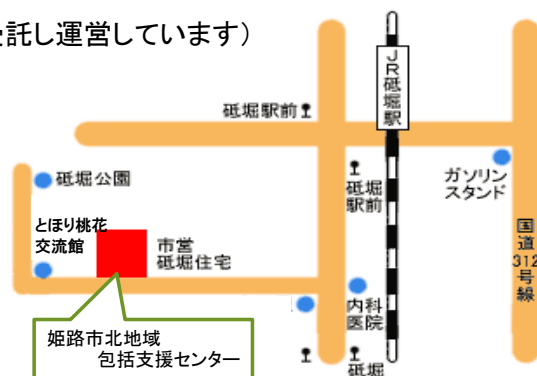 託し運営しています）
JR砥堀駅
砥堀駅前
砥堀公園
砥堀
駅前
ガソリン
スタンド
とほり桃花
交流館
市営
砥堀住宅
国道312号線
内科
医院
姫路市北地域
包括支援センター
砥堀